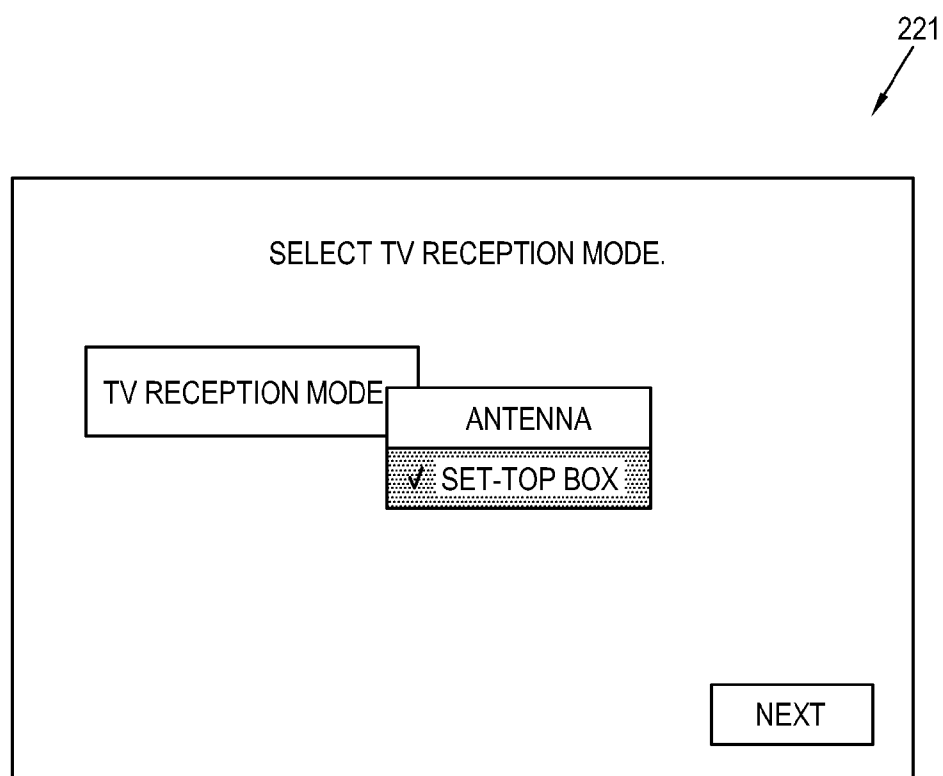 221
SELECT TV RECEPTION MODE.
TV RECEPTION MODE
ANTENNA
✓ SET-TOP BOX
NEXT